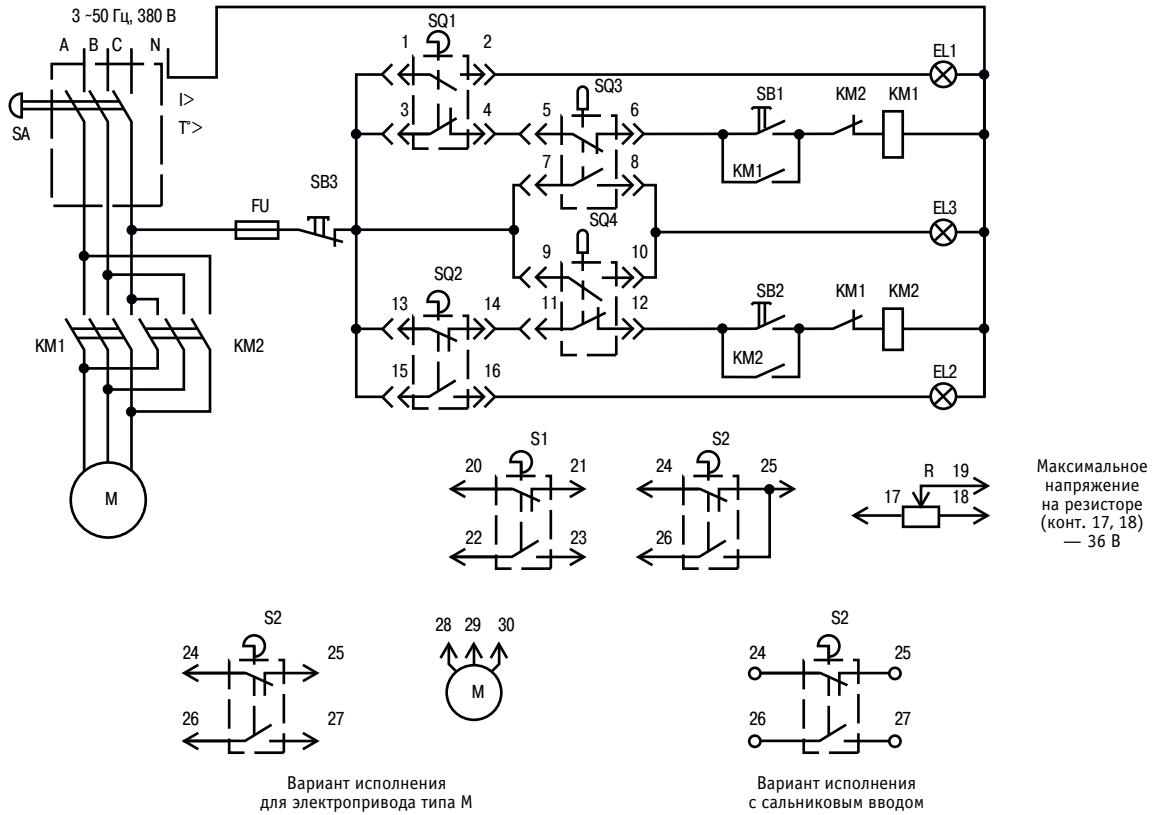 3 ~50 Гц, 380 В
A B C N
I>
T°>
SA
FU
SB3
SQ1
1 2
3 4
SQ3
5 6
7 8
SQ4
9 10
11 12
SQ2
13 14
15 16
EL1
SB1 KM2 KM1
KM1
EL3
SB2 KM1 KM2
KM2
EL2
KM1 KM2
M
S1
20 21
22 23
S2
24 25
26
R 19
17 18
Максимальное
напряжение
на резисторе
(конт. 17, 18)
— 36 В
S2
24 25
26 27
28 29 30
M
Вариант исполнения
для электропривода типа М
S2
24 25
26 27
Вариант исполнения
с сальниковым вводом